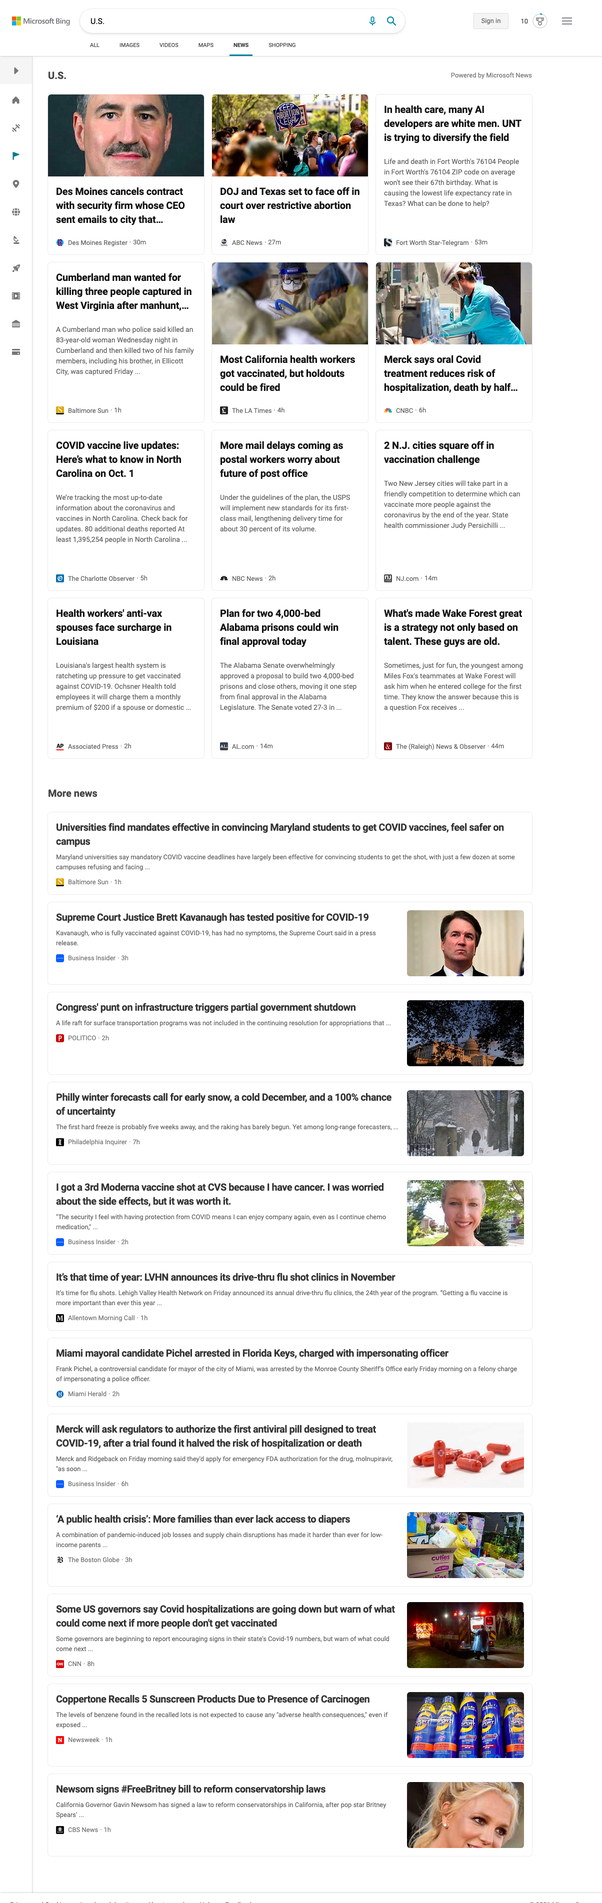 Microsoft Bing
U.S.
Sign in
10
ALL
IMAGES
VIDEOS
MAPS
NEWS
SHOPPING
U.S.
Powered by Microsoft News
Des Moines cancels contract
with security firm whose CEO
sent emails to city that...
Des Moines Register · 30m
DOJ and Texas set to face off in
court over restrictive abortion
law
ABC News · 27m
In health care, many AI
developers are white men. UNT
is trying to diversify the field
Life and death in Fort Worth's 76104 People
in Fort Worth's 76104 ZIP code on average
won't see their 67th birthday. What is
causing the lowest life expectancy rate in
Texas? What can be done to help?
Fort Worth Star-Telegram · 53m
Cumberland man wanted for
killing three people captured in
West Virginia after manhunt,...
A Cumberland man who police said killed an
83-year-old woman Wednesday night in
Cumberland and then killed two of his family
members, including his brother, in Ellicott
City, was captured Friday ...
Baltimore Sun · 1h
Most California health workers
got vaccinated, but holdouts
could be fired
The LA Times · 4h
Merck says oral Covid
treatment reduces risk of
hospitalization, death by half...
CNBC · 6h
COVID vaccine live updates:
Here's what to know in North
Carolina on Oct. 1
We're tracking the most up-to-date
information about the coronavirus and
vaccines in North Carolina. Check back for
updates. 80 additional deaths reported At
least 1,395,254 people in North Carolina ...
The Charlotte Observer · 5h
More mail delays coming as
postal workers worry about
future of post office
Under the guidelines of the plan, the USPS
will implement new standards for its first-
class mail, lengthening delivery time for
about 30 percent of its volume.
NBC News · 2h
2 N.J. cities square off in
vaccination challenge
Two New Jersey cities will take part in a
friendly competition to determine which can
vaccinate more people against the
coronavirus by the end of the year. State
health commissioner Judy Persichilli ...
NJ.com · 14m
Health workers' anti-vax
spouses face surcharge in
Louisiana
Louisiana's largest health system is
ratcheting up pressure to get vaccinated
against COVID-19. Ochsner Health told
employees it will charge them a monthly
premium of $200 if a spouse or domestic ...
AP
Associated Press · 2h
Plan for two 4,000-bed
Alabama prisons could win
final approval today
The Alabama Senate overwhelmingly
approved a proposal to build two 4,000-bed
prisons and close others, moving it one step
from final approval in the Alabama
Legislature. The Senate voted 27-3 in ...
AL.com · 14m
What's made Wake Forest great
is a strategy not only based on
talent. These guys are old.
Sometimes, just for fun, the youngest among
Miles Fox's teammates at Wake Forest will
ask him when he entered college for the first
time. They know the answer because this is
a question Fox receives ...
The (Raleigh) News & Observer · 44m
More news
Universities find mandates effective in convincing Maryland students to get COVID vaccines, feel safer on
campus
Maryland universities say mandatory COVID vaccine deadlines have largely been effective for convincing students to get the shot, with just a few dozen at some
campuses refusing and facing ...
Baltimore Sun · 1h
Supreme Court Justice Brett Kavanaugh has tested positive for COVID-19
Kavanaugh, who is fully vaccinated against COVID-19, has had no symptoms, the Supreme Court said in a press
release.
Business Insider · 3h
Congress' punt on infrastructure triggers partial government shutdown
A life raft for surface transportation programs was not included in the continuing resolution for appropriations that ...
POLITICO · 2h
Philly winter forecasts call for early snow, a cold December, and a 100% chance
of uncertainty
The first hard freeze is probably five weeks away, and the raking has barely begun. Yet among long-range forecasters, ...
Philadelphia Inquirer · 7h
I got a 3rd Moderna vaccine shot at CVS because I have cancer. I was worried
about the side effects, but it was worth it.
"The security I feel with having protection from COVID means I can enjoy company again, even as I continue chemo
medication," ...
Business Insider · 2h
It's that time of year: LVHN announces its drive-thru flu shot clinics in November
It's time for flu shots. Lehigh Valley Health Network on Friday announced its annual drive-thru flu clinics, the 24th year of the program. "Getting a flu vaccine is
more important than ever this year ...
Allentown Morning Call · 1h
Miami mayoral candidate Pichel arrested in Florida Keys, charged with impersonating officer
Frank Pichel, a controversial candidate for mayor of the city of Miami, was arrested by the Monroe County Sheriff's Office early Friday morning on a felony charge
of impersonating a police officer.
Miami Herald · 2h
Merck will ask regulators to authorize the first antiviral pill designed to treat
COVID-19, after a trial found it halved the risk of hospitalization or death
Merck and Ridgeback on Friday morning said they'd apply for emergency FDA authorization for the drug, molnupiravir,
"as soon ...
Business Insider · 6h
'A public health crisis': More families than ever lack access to diapers
A combination of pandemic-induced job losses and supply chain disruptions has made it harder than ever for low-
income parents ...
The Boston Globe · 3h
Some US governors say Covid hospitalizations are going down but warn of what
could come next if more people don't get vaccinated
Some governors are beginning to report encouraging signs in their state's Covid-19 numbers, but warn of what could
come next ...
CNN · 8h
Coppertone Recalls 5 Sunscreen Products Due to Presence of Carcinogen
The levels of benzene found in the recalled lots is not expected to cause any "adverse health consequences," even if
exposed ...
Newsweek · 1h
Newsom signs #FreeBritney bill to reform conservatorship laws
California Governor Gavin Newsom has signed a law to reform conservatorships in California, after pop star Britney
Spears' ...
CBS News · 1h